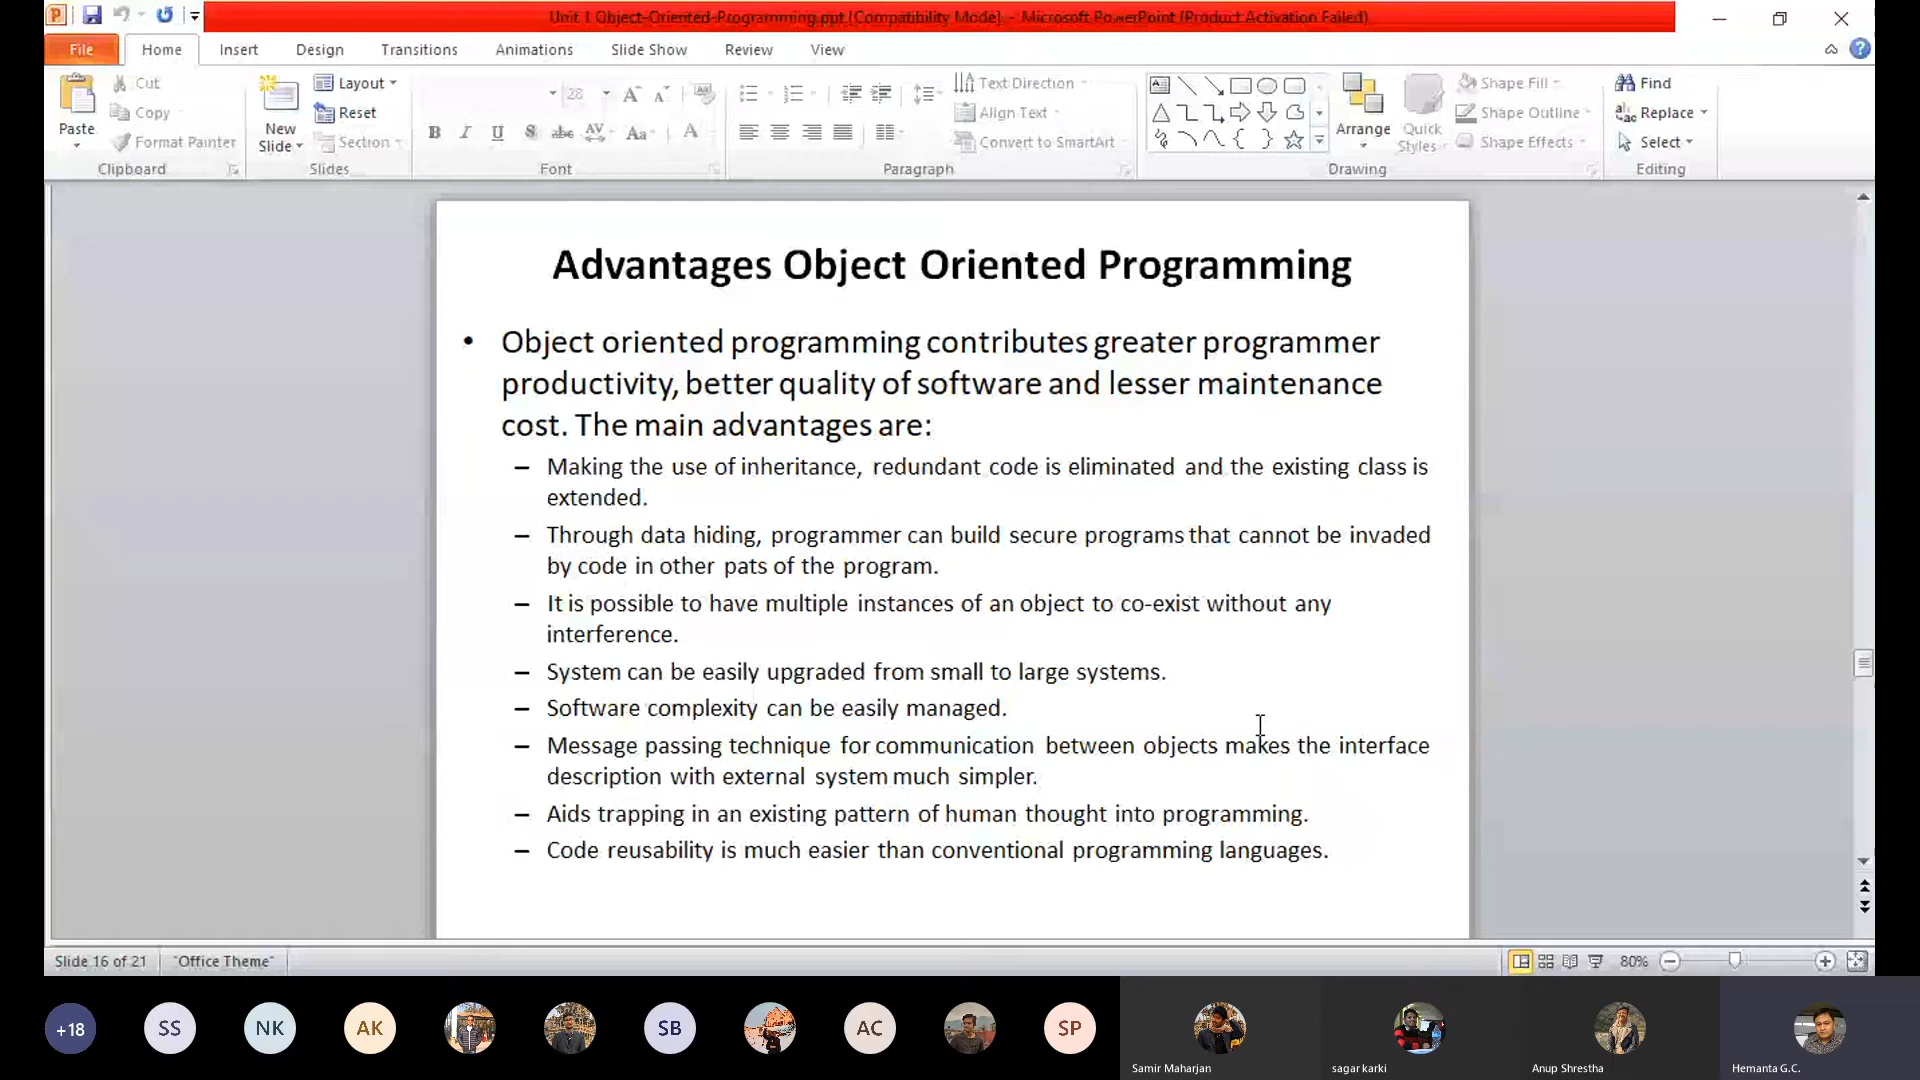 Unit 1 Object-Oriented-Programming.ppt [Compatibility Mode] - Microsoft PowerPoint (Product Activation Failed)
File Home Insert Design Transitions Animations Slide Show Review View
Cut
Copy
Format Painter
Paste
Clipboard
New
Slide
Layout
Reset
Section
Slides
28
B I U S abc AV Aa A
Font
Text Direction
Align Text
Convert to SmartArt
Paragraph
Arrange
Quick
Styles
Shape Fill
Shape Outline
Shape Effects
Drawing
Find
Replace
Select
Editing
Advantages Object Oriented Programming
• Object oriented programming contributes greater programmer
productivity, better quality of software and lesser maintenance
cost. The main advantages are:
– Making the use of inheritance, redundant code is eliminated and the existing class is
extended.
– Through data hiding, programmer can build secure programs that cannot be invaded
by code in other pats of the program.
– It is possible to have multiple instances of an object to co-exist without any
interference.
– System can be easily upgraded from small to large systems.
– Software complexity can be easily managed.
– Message passing technique for communication between objects makes the interface
description with external system much simpler.
– Aids trapping in an existing pattern of human thought into programming.
– Code reusability is much easier than conventional programming languages.
Slide 16 of 21 "Office Theme" 80%
+18 SS NK AK SB AC SP
Samir Maharjan sagar karki Anup Shrestha Hemanta G.C.